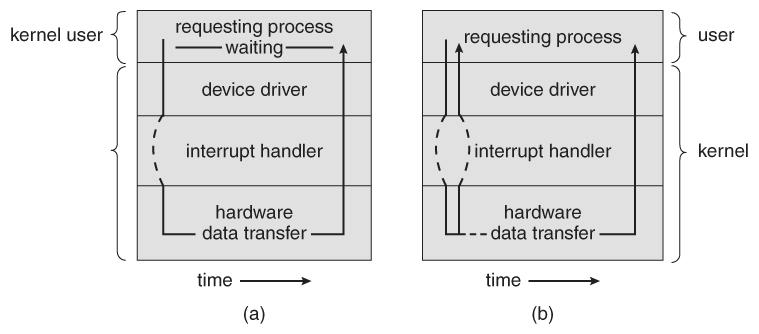 kernel user
requesting process
waiting
device driver
interrupt handler
hardware
data transfer
time
(a)
requesting process
user
device driver
interrupt handler
kernel
hardware
data transfer
time
(b)